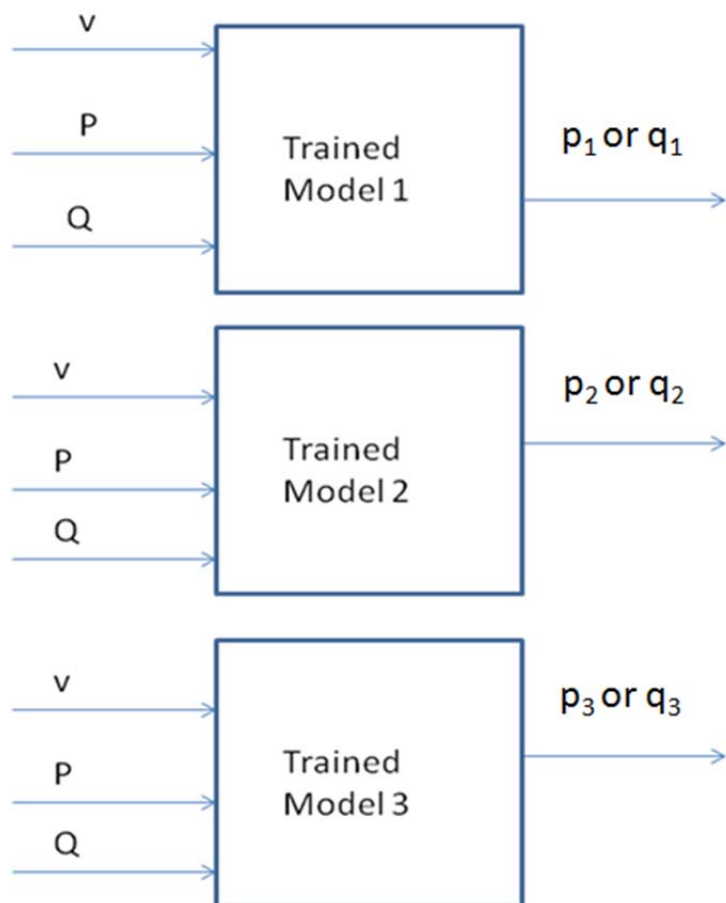 v
P
Q
Trained
Model 1
p₁ or q₁
v
P
Q
Trained
Model 2
p₂ or q₂
v
P
Q
Trained
Model 3
p₃ or q₃